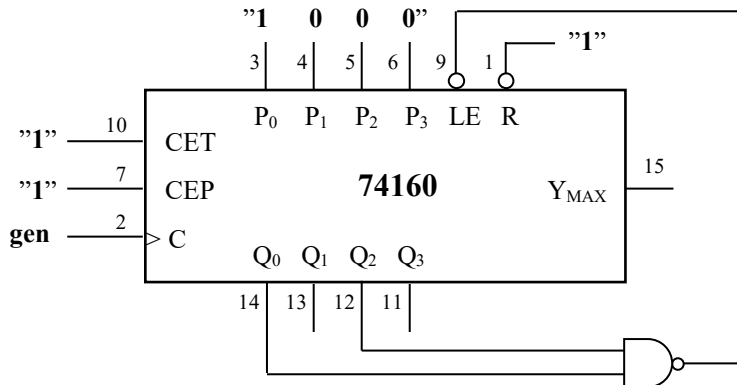 "1 0 0 0"
"1"
3 4 5 6 9 1
P0 P1 P2 P3 LE R
"1" 10 CET
"1" 7 CEP
74160
YMAX 15
gen 2 C
Q0 Q1 Q2 Q3
14 13 12 11